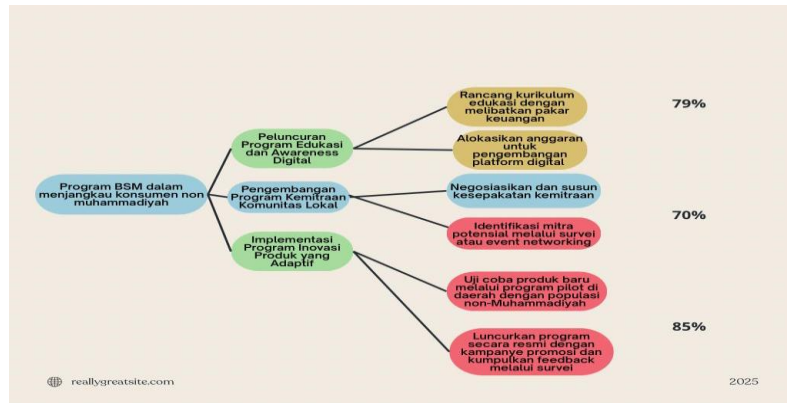 Program BSM dalam
menjangkau konsumen non
muhammadiyah
Peluncuran
Program Edukasi
dan Awareness
Digital
Pengembangan
Program Kemitraan
Komunitas Lokal
Implementasi
Program Inovasi
Produk yang
Adaptif
Rancang kurikulum
edukasi dengan
melibatkan pakar
keuangan
Alokasikan anggaran
untuk
pengembangan
platform digital
79%
Negosiasikan dan susun
kesepakatan kemitraan
Identifikasi mitra
potensial melalui survei
atau event networking
70%
Uji coba produk baru
melalui program pilot di
daerah dengan populasi
non-Muhammadiyah
Luncurkan program
secara resmi dengan
kampanye promosi dan
kumpulkan feedback
melalui survei
85%
reallygreatsite.com
2025